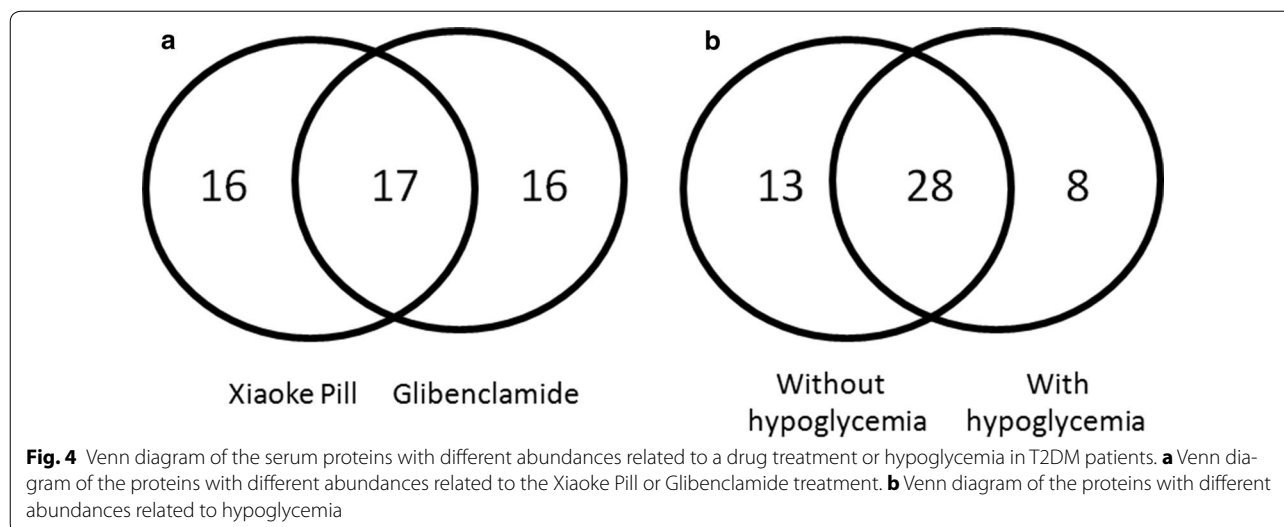 a
b
16 17 16
13 28 8
Xiaoke Pill Glibenclamide
Without hypoglycemia
With hypoglycemia
Fig. 4 Venn diagram of the serum proteins with different abundances related to a drug treatment or hypoglycemia in T2DM patients. a Venn dia-
gram of the proteins with different abundances related to the Xiaoke Pill or Glibenclamide treatment. b Venn diagram of the proteins with different
abundances related to hypoglycemia